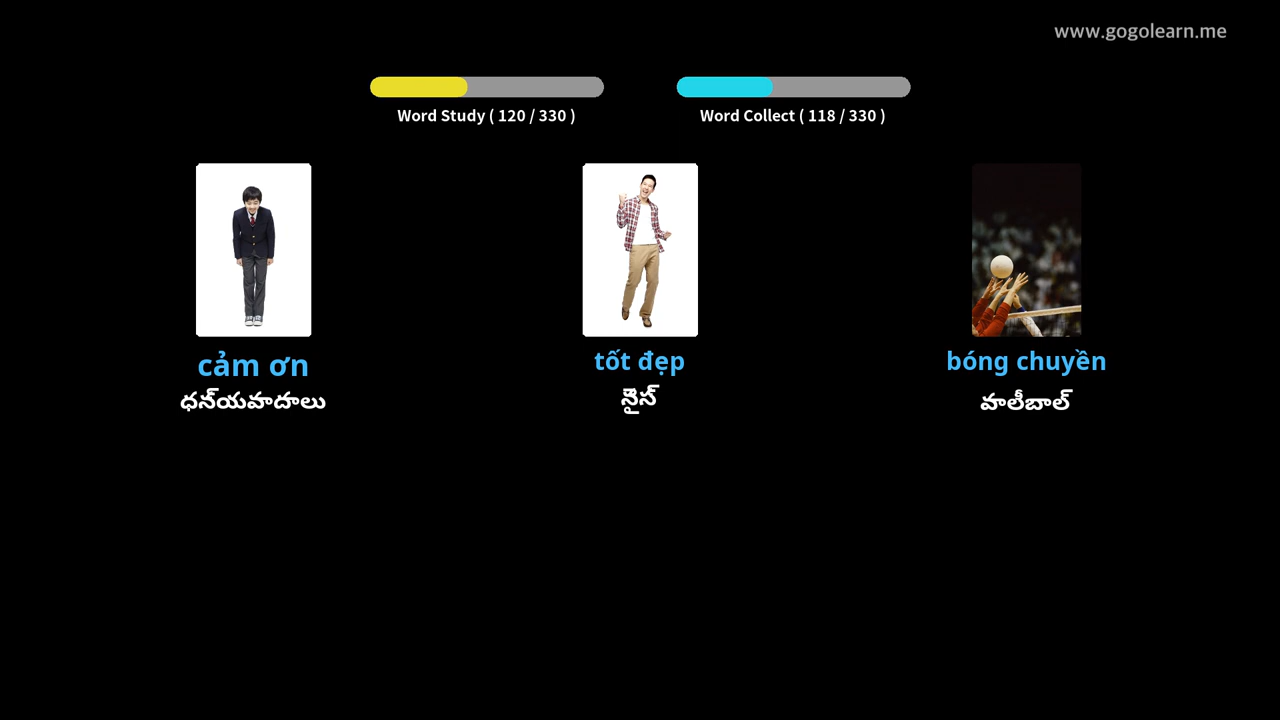 www.gogolearn.me
Word Study ( 120 / 330 )
Word Collect ( 118 / 330 )
cảm ơn
ధన్‌యవాదాలు
tốt đẹp
నైస్
bóng chuyền
వాలీబాల్